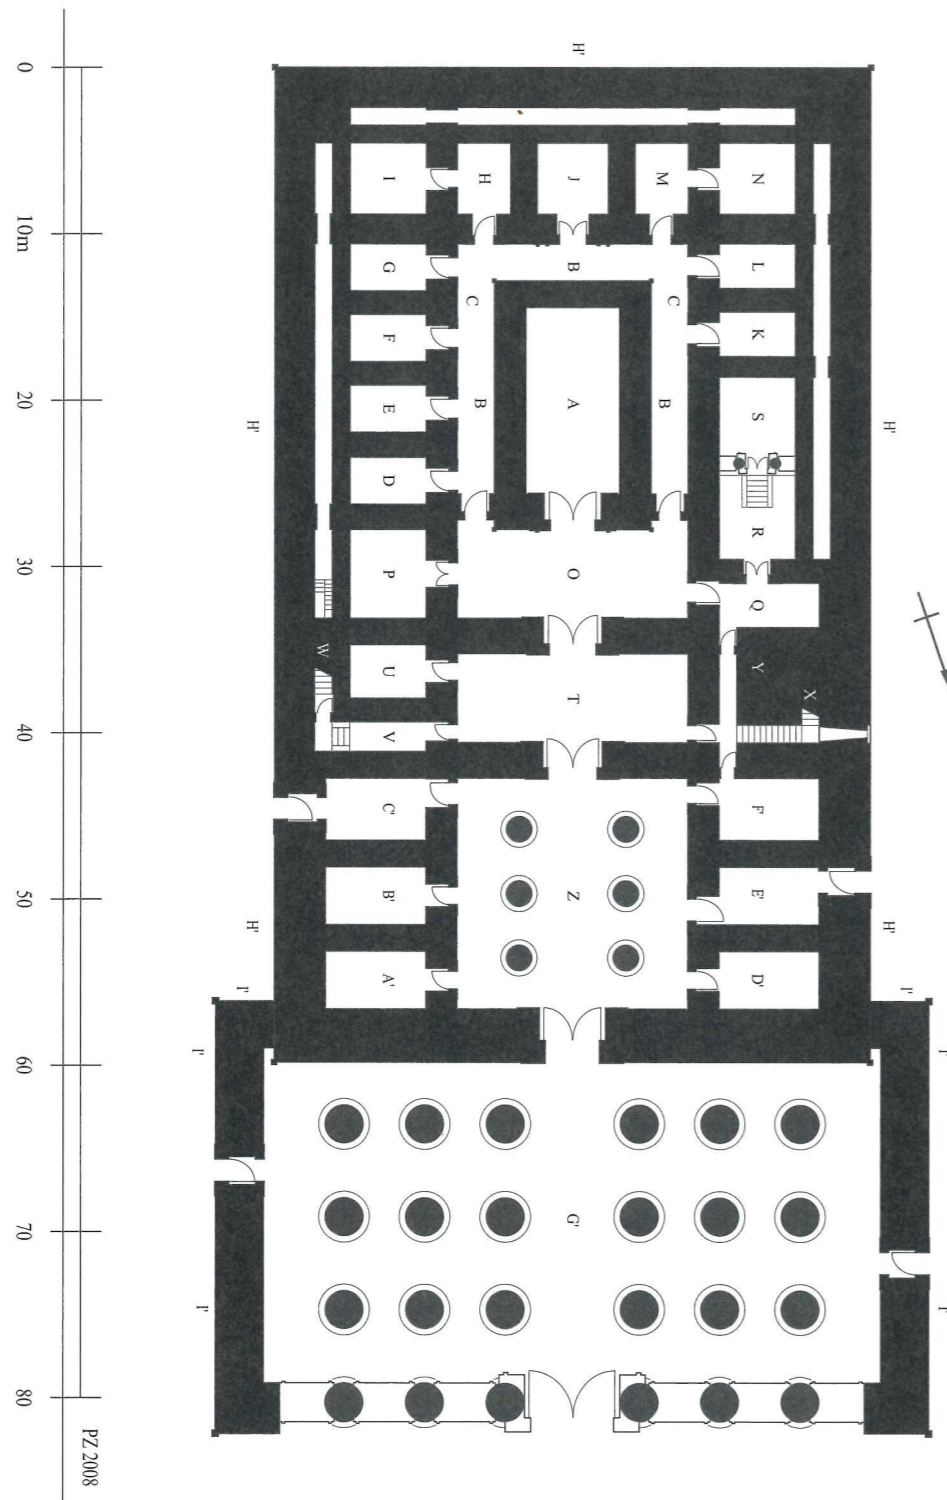 H'
0
10m
20
30
40
50
60
70
80
PZ 2008
I
H
J
M
N
G
B
L
C
C
F
K
E
B
A
B
S
D
R
P
O
Q
W
U
T
Y
X
V
H'
H'
C'
F'
B'
Z
E'
H'
H'
A'
D'
I'
I'
I'
I'
G'
I'
I'